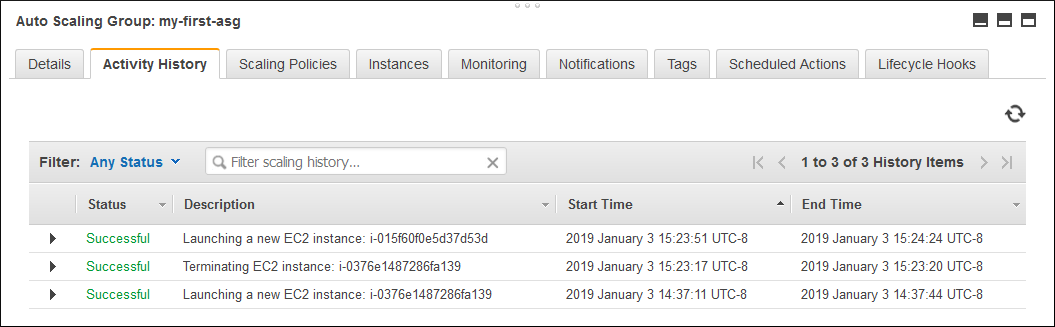 Auto Scaling Group: my-first-asg
Details Activity History Scaling Policies Instances Monitoring Notifications Tags Scheduled Actions Lifecycle Hooks
Filter: Any Status Filter scaling history... 1 to 3 of 3 History Items
Status Description Start Time End Time
Successful Launching a new EC2 instance: i-015f60f0e5d37d53d 2019 January 3 15:23:51 UTC-8 2019 January 3 15:24:24 UTC-8
Successful Terminating EC2 instance: i-0376e1487286fa139 2019 January 3 15:23:17 UTC-8 2019 January 3 15:23:20 UTC-8
Successful Launching a new EC2 instance: i-0376e1487286fa139 2019 January 3 14:37:11 UTC-8 2019 January 3 14:37:44 UTC-8